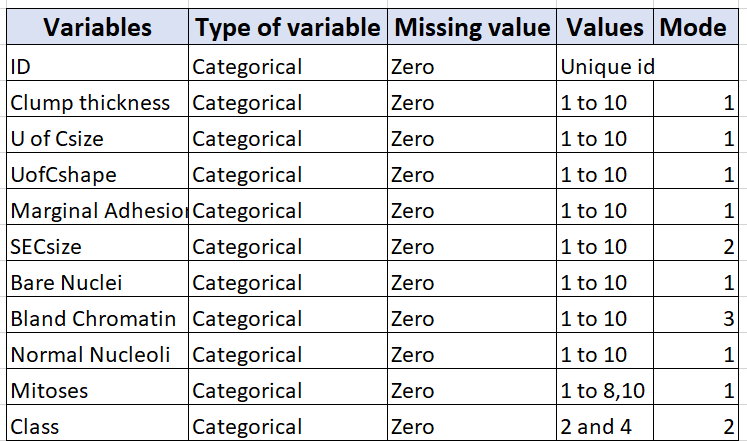 Variables Type of variable Missing value Values Mode
ID Categorical Zero Unique id
Clump thickness Categorical Zero 1 to 10 1
U of Csize Categorical Zero 1 to 10 1
UofCshape Categorical Zero 1 to 10 1
Marginal Adhesion Categorical Zero 1 to 10 1
SECsize Categorical Zero 1 to 10 2
Bare Nuclei Categorical Zero 1 to 10 1
Bland Chromatin Categorical Zero 1 to 10 3
Normal Nucleoli Categorical Zero 1 to 10 1
Mitoses Categorical Zero 1 to 8,10 1
Class Categorical Zero 2 and 4 2